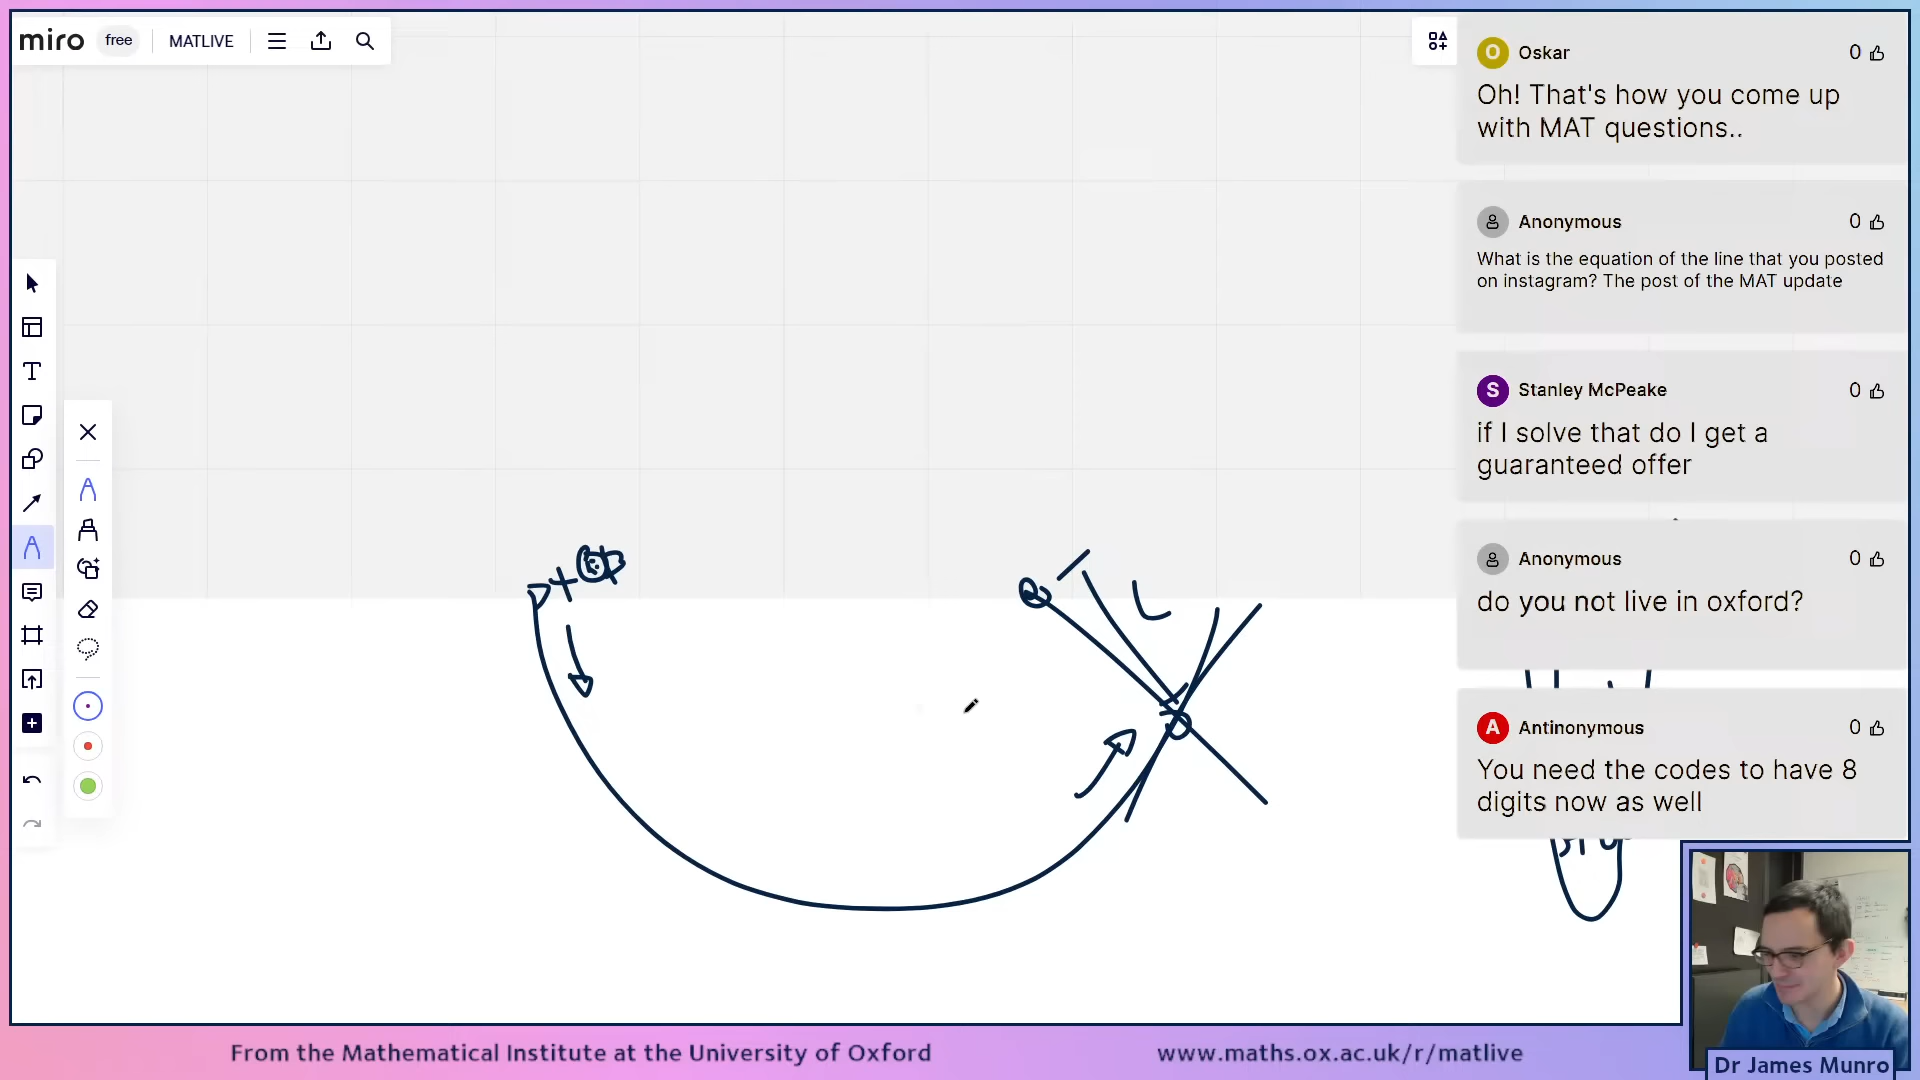 miro
free
MATLIVE
O
Oskar
0
Oh! That's how you come up
with MAT questions..
Anonymous
0
What is the equation of the line that you posted
on instagram? The post of the MAT update
S
Stanley McPeake
0
if I solve that do I get a
guaranteed offer
Anonymous
0
do you not live in oxford?
A
Antinonymous
0
You need the codes to have 8
digits now as well
From the Mathematical Institute at the University of Oxford
www.maths.ox.ac.uk/r/matlive
Dr James Munro